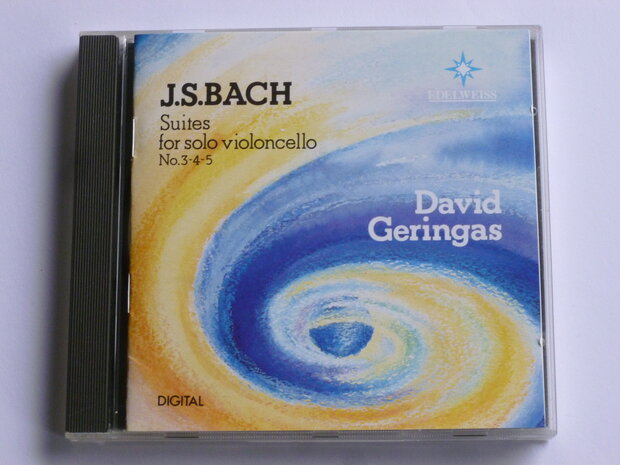 J.S.BACH
Suites
for solo violoncello
No.3-4-5
EDELWEISS
David
Geringas
DIGITAL